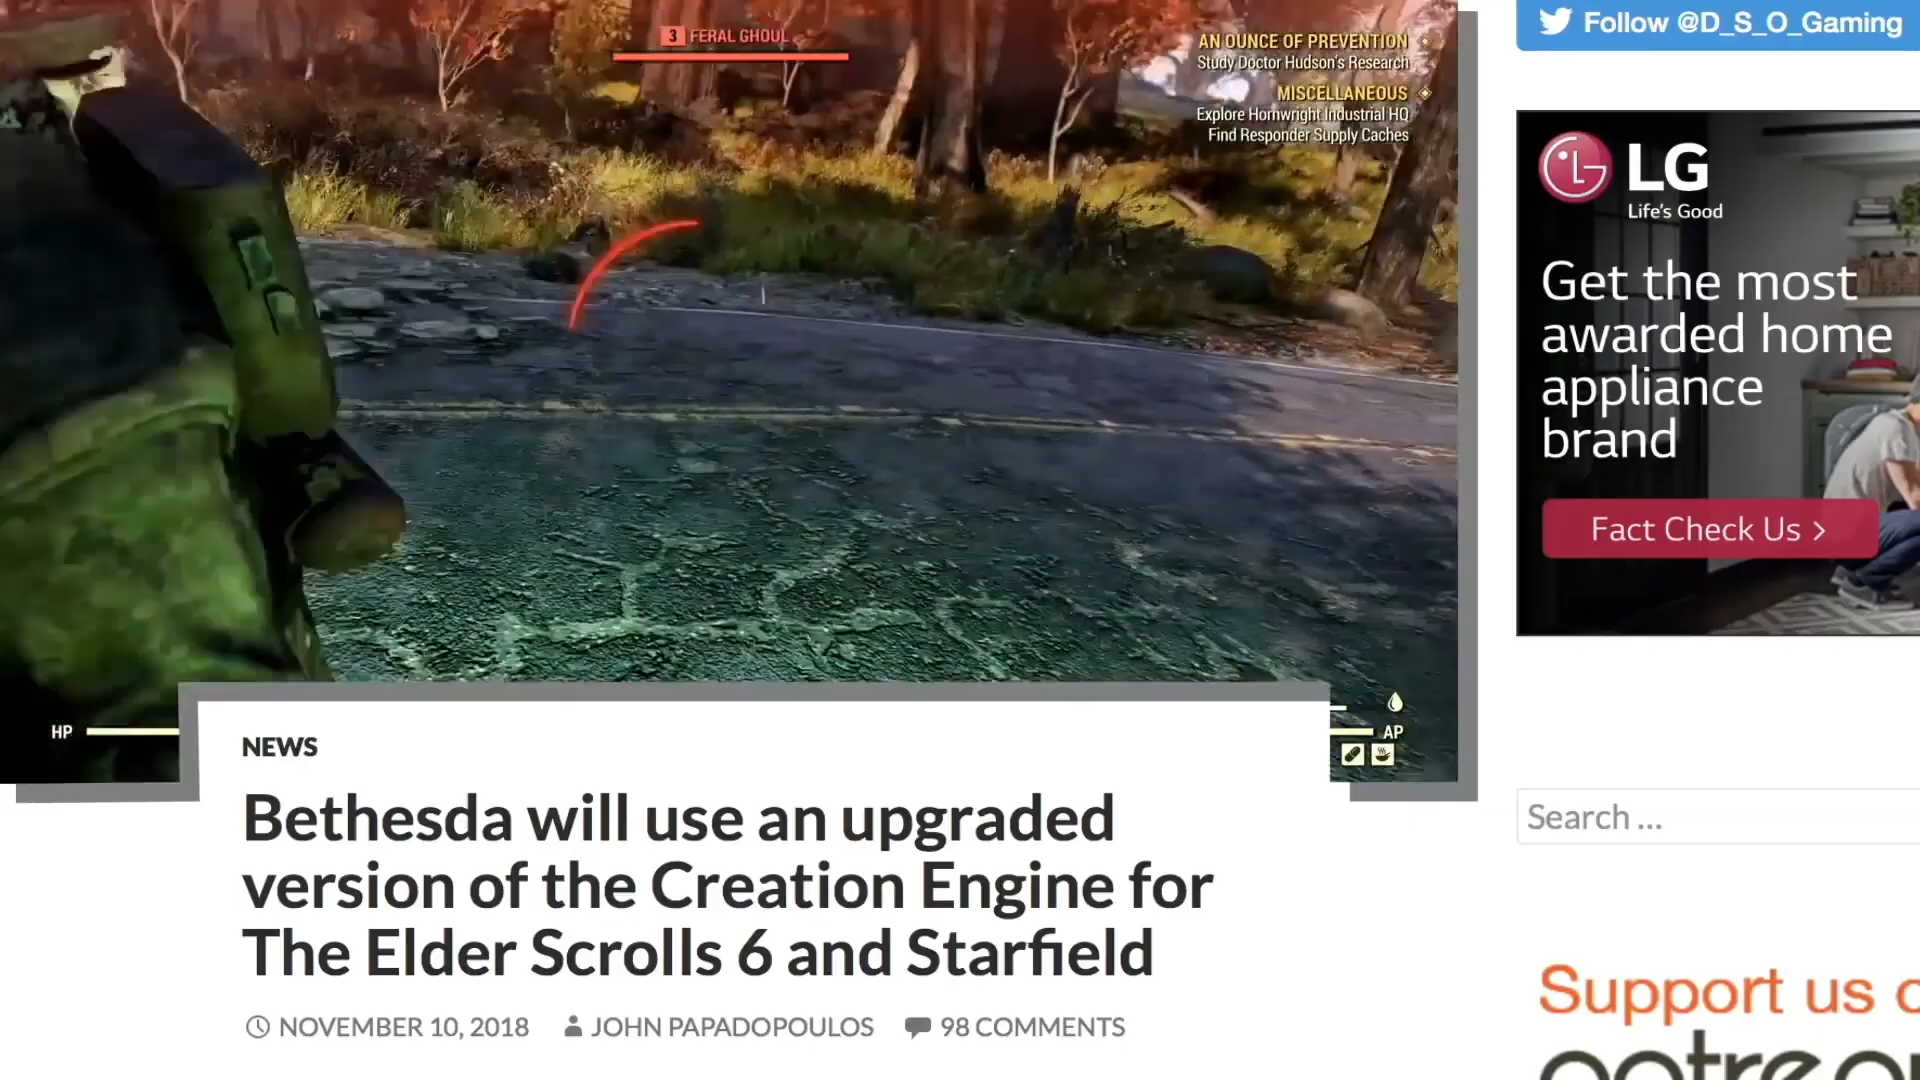 3 FERAL GHOUL
AN OUNCE OF PREVENTION
Study Doctor Hudson's Research
MISCELLANEOUS
Explore Hornwright Industrial HQ
Find Responder Supply Caches
HP
AP
NEWS
Bethesda will use an upgraded
version of the Creation Engine for
The Elder Scrolls 6 and Starfield
NOVEMBER 10, 2018 JOHN PAPADOPOULOS 98 COMMENTS
Follow @D_S_O_Gaming
LG
Life's Good
Get the most
awarded home
appliance
brand
Fact Check Us >
Search ...
Support us